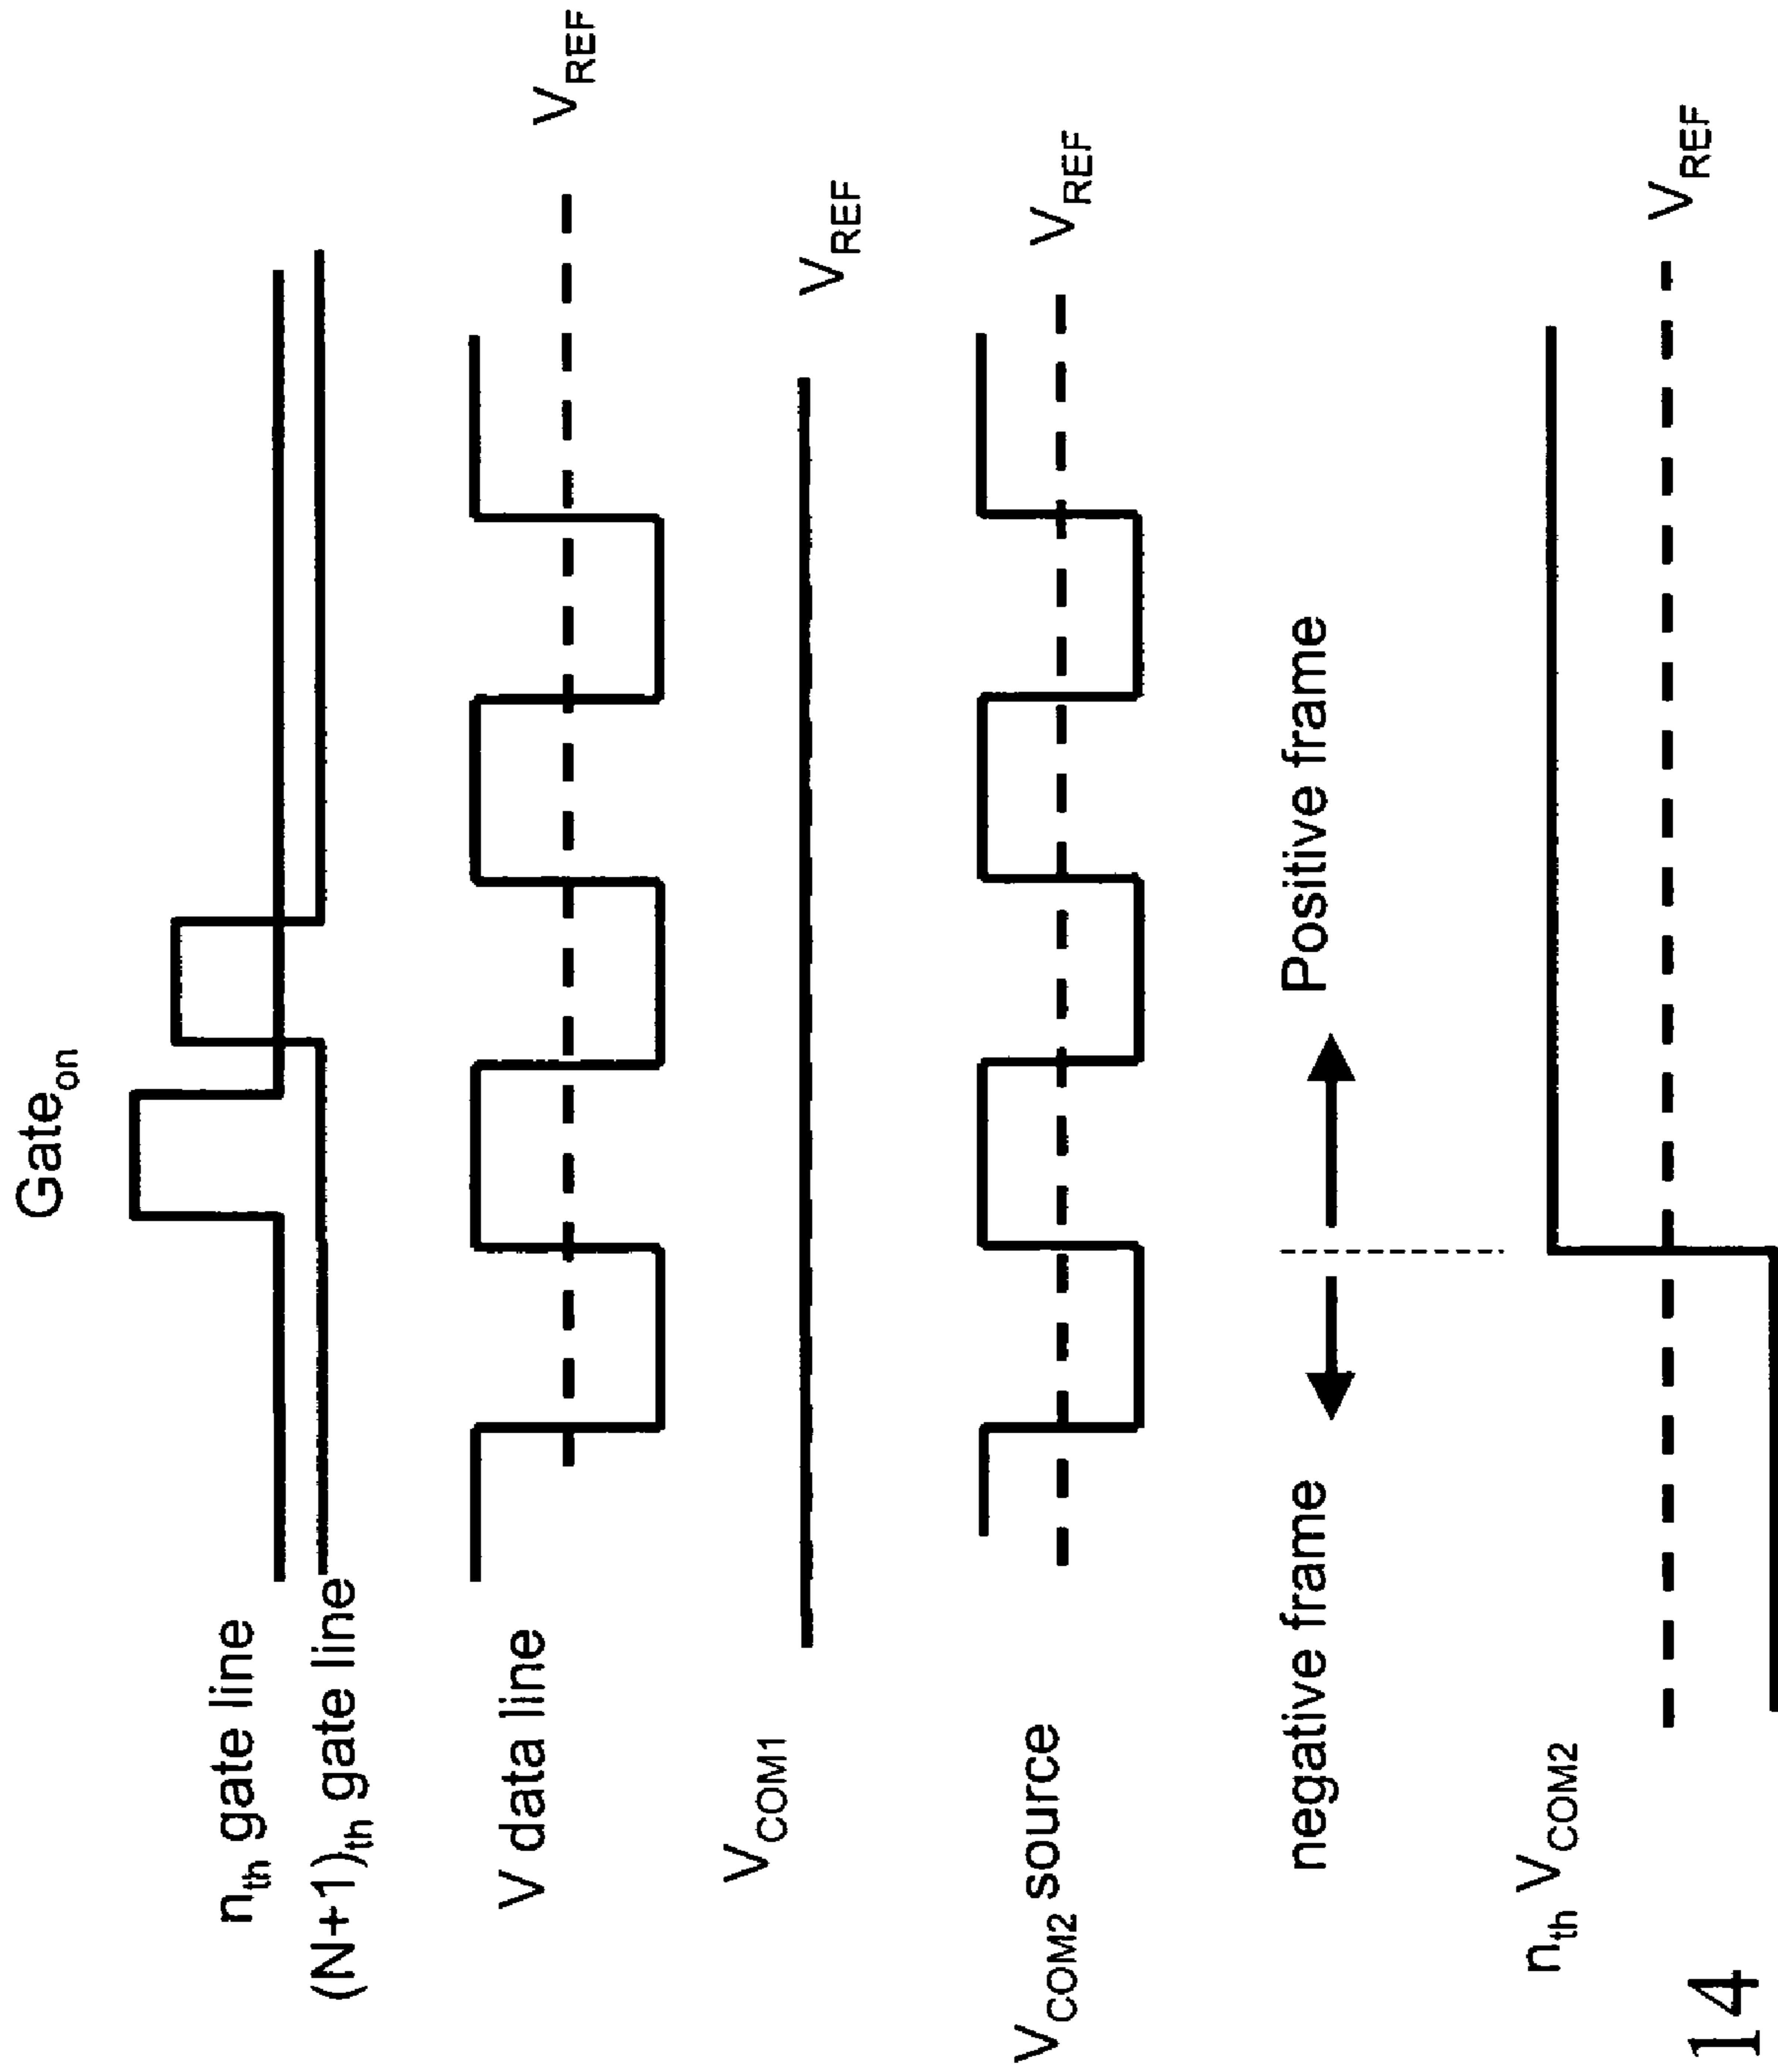 Gate_on
n_th gate line
(N+1)_th gate line
V data line
V_REF
V_COM1
V_REF
V_COM2 source
V_REF
negative frame
Positive frame
n_th V_COM2
V_REF
14